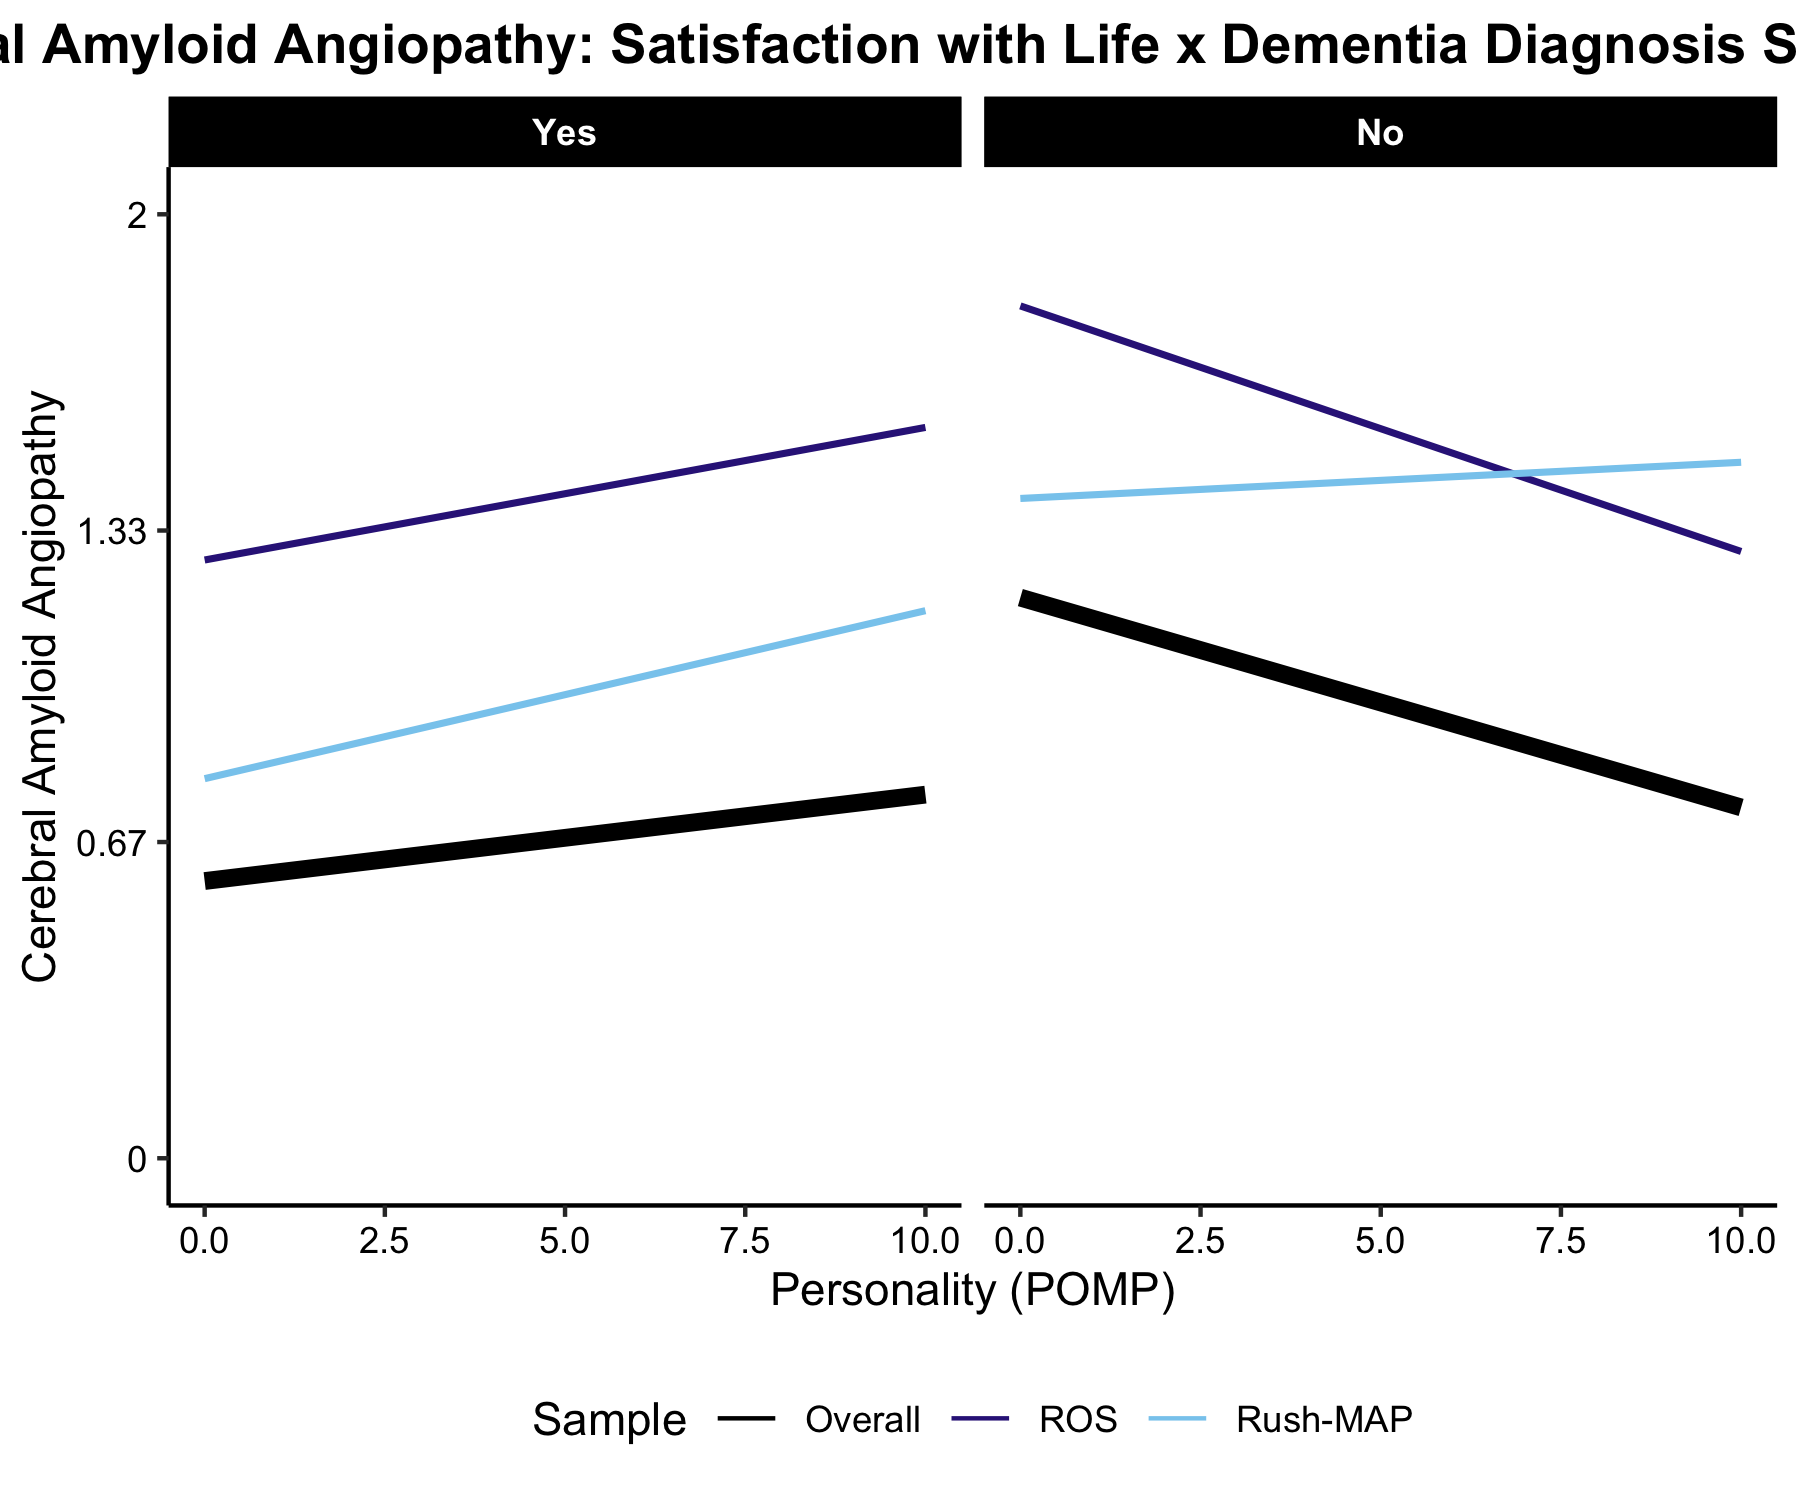 al Amyloid Angiopathy: Satisfaction with Life x Dementia Diagnosis S
Yes
No
Cerebral Amyloid Angiopathy
2
1.33
0.67
0
0.0 2.5 5.0 7.5 10.0 0.0 2.5 5.0 7.5 10.0
Personality (POMP)
Sample Overall ROS Rush-MAP